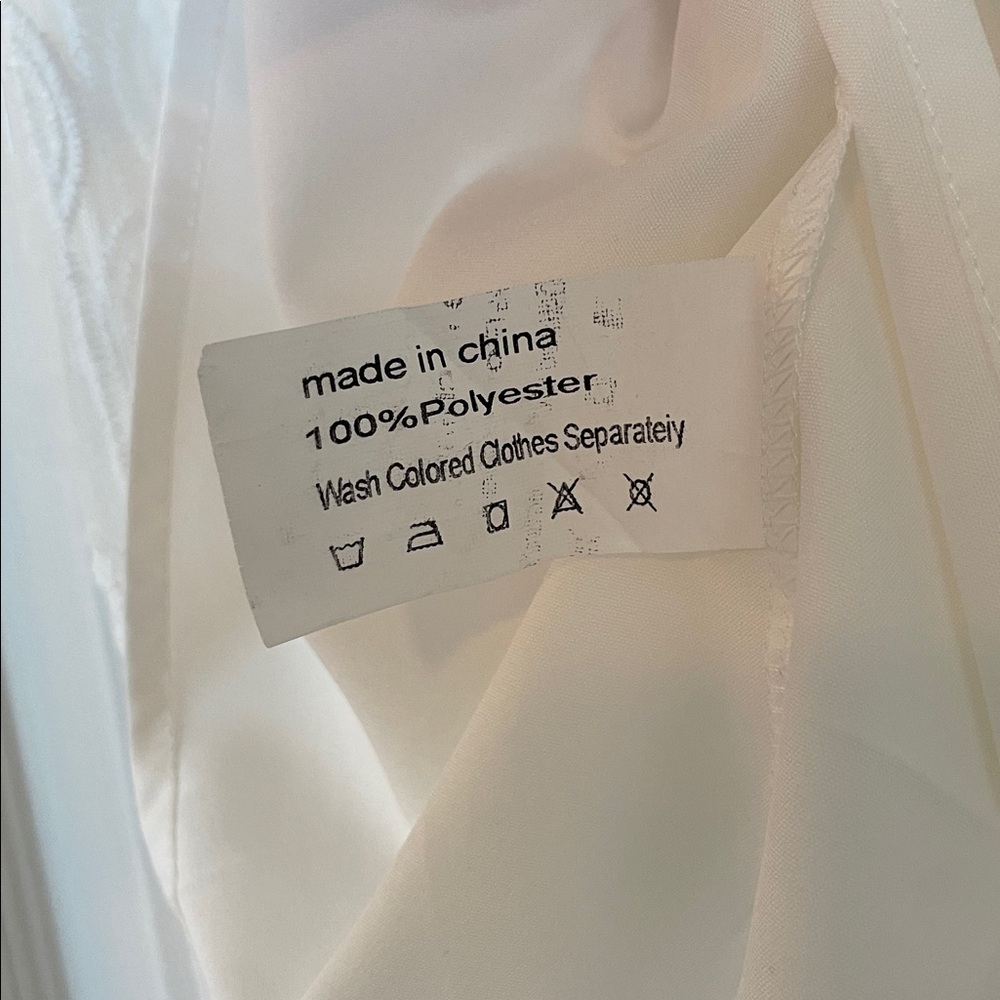 made in china
100%Polyester
Wash Colored Clothes Separateiy